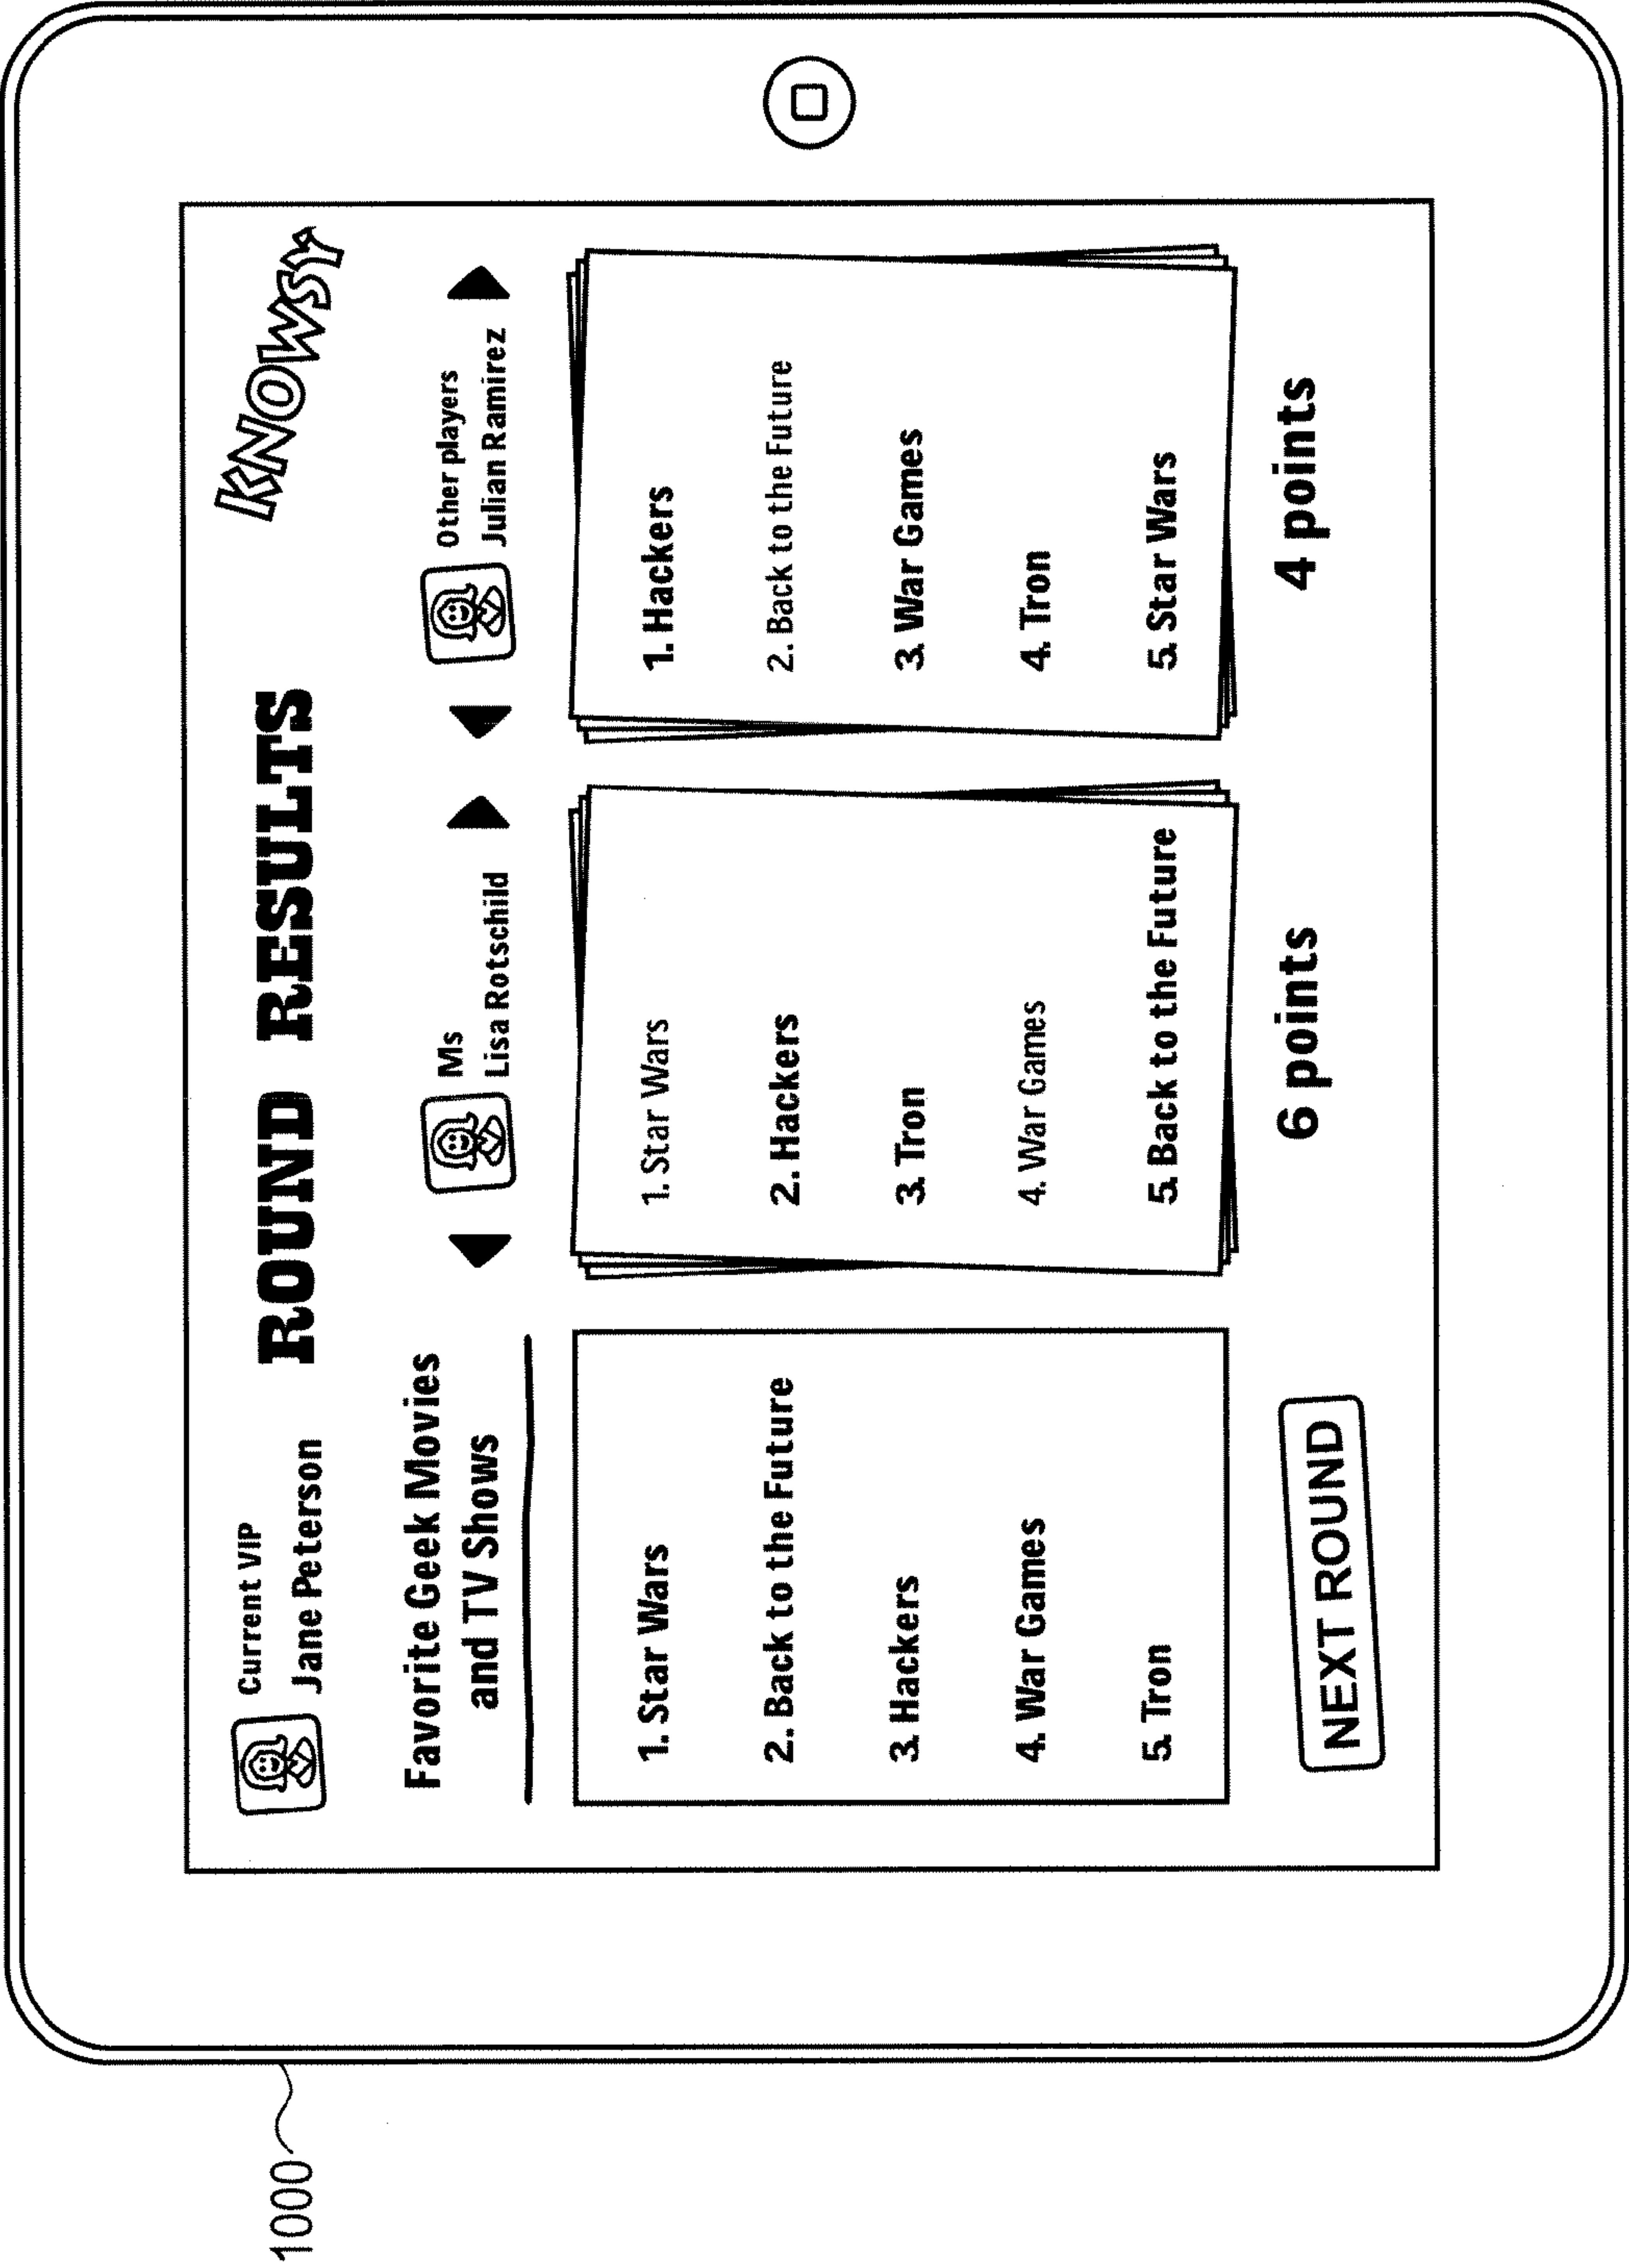 Current VIP
Jane Peterson
ROUND RESULTS
KNOWSY
Favorite Geek Movies
and TV Shows
Ms
Lisa Rotschild
Other players
Julian Ramirez
1. Star Wars
2. Back to the Future
3. Hackers
4. War Games
5. Tron
1. Star Wars
2. Hackers
3. Tron
4. War Games
5. Back to the Future
1. Hackers
2. Back to the Future
3. War Games
4. Tron
5. Star Wars
NEXT ROUND
6 points
4 points
1000